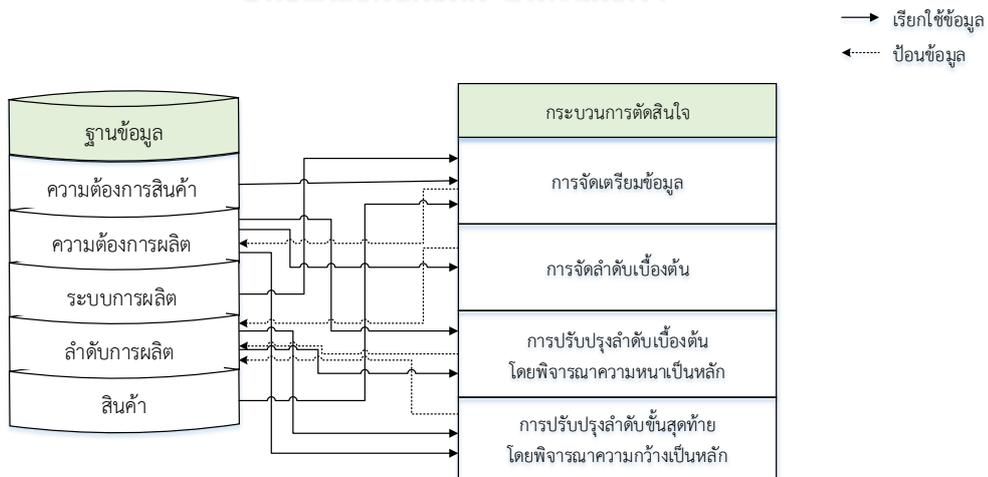 เรียกใช้ข้อมูล
ป้อนข้อมูล
ฐานข้อมูล
ความต้องการสินค้า
ความต้องการผลิต
ระบบการผลิต
ลำดับการผลิต
สินค้า
กระบวนการตัดสินใจ
การจัดเตรียมข้อมูล
การจัดลำดับเบื้องต้น
การปรับปรุงลำดับเบื้องต้น
โดยพิจารณาความหนาเป็นหลัก
การปรับปรุงลำดับขั้นสุดท้าย
โดยพิจารณาความกว้างเป็นหลัก